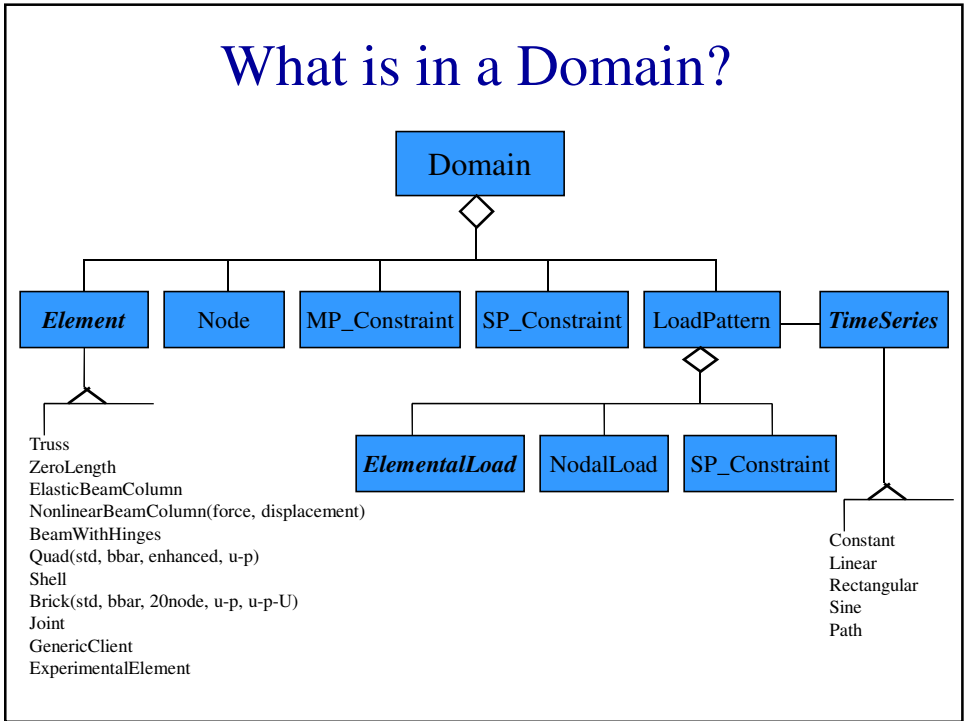 What is in a Domain?
Domain
Element
Node
MP_Constraint
SP_Constraint
LoadPattern
TimeSeries
ElementalLoad
NodalLoad
SP_Constraint
Truss
ZeroLength
ElasticBeamColumn
NonlinearBeamColumn(force, displacement)
BeamWithHinges
Quad(std, bbar, enhanced, u-p)
Shell
Brick(std, bbar, 20node, u-p, u-p-U)
Joint
GenericClient
ExperimentalElement
Constant
Linear
Rectangular
Sine
Path